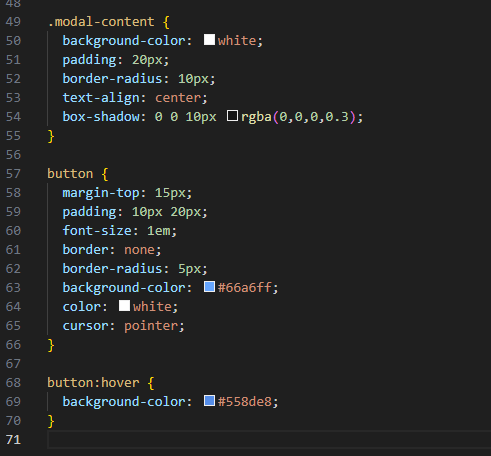 48
49 .modal-content {
50   background-color: white;
51   padding: 20px;
52   border-radius: 10px;
53   text-align: center;
54   box-shadow: 0 0 10px rgba(0,0,0,0.3);
55 }
56
57 button {
58   margin-top: 15px;
59   padding: 10px 20px;
60   font-size: 1em;
61   border: none;
62   border-radius: 5px;
63   background-color: #66a6ff;
64   color: white;
65   cursor: pointer;
66 }
67
68 button:hover {
69   background-color: #558de8;
70 }
71